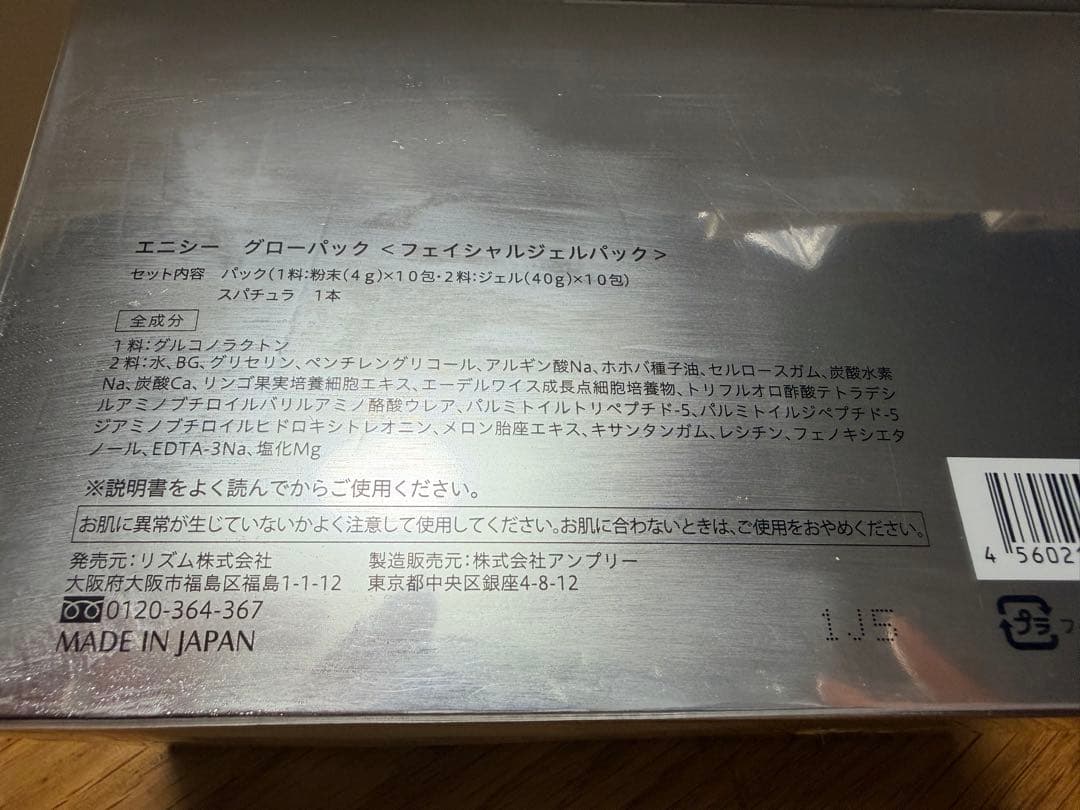 エニシー グローパック <フェイシャルジェルパック>
セット内容 パック(1料:粉末(4g)×10包・2料:ジェル(40g)×10包)
スパチュラ 1本
全成分
1料:グルコノラクトン
2料:水、BG、グリセリン、ペンチレングリコール、アルギン酸Na、ホホバ種子油、セルロースガム、炭酸水素
Na、炭酸Ca、リンゴ果実培養細胞エキス、エーデルワイス成長点細胞培養物、トリフルオロ酢酸テトラデシ
ルアミノブチロイルバリルアミノ酪酸ウレア、パルミトイルトリペプチド-5、パルミトイルジペプチド-5
ジアミノブチロイルヒドロキシトレオニン、メロン胎座エキス、キサンタンガム、レシチン、フェノキシエタ
ノール、EDTA-3Na、塩化Mg
※説明書をよく読んでからご使用ください。
お肌に異常が生じていないかよく注意して使用してください。お肌に合わないときは、ご使用をおやめください。
発売元:リズム株式会社 製造販売元:株式会社アンプリー
大阪府大阪市福島区福島1-1-12 東京都中央区銀座4-8-12
0120-364-367
MADE IN JAPAN
1J5
4 56021
プラ
フ